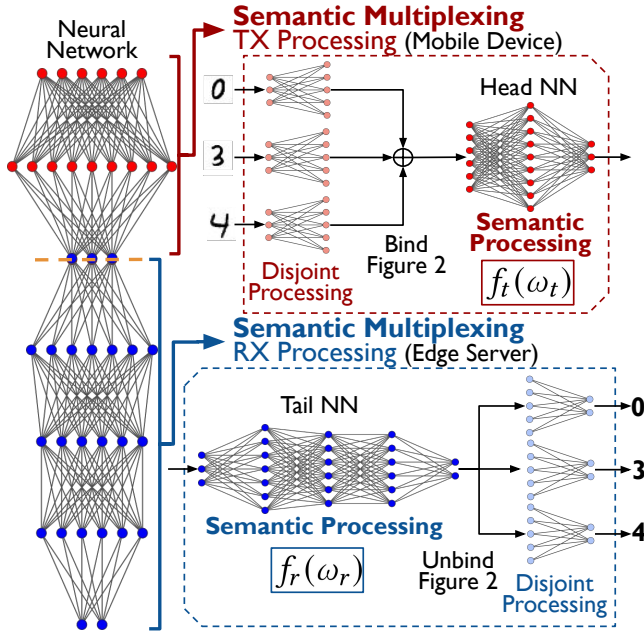 Neural
Network
Semantic Multiplexing
TX Processing (Mobile Device)
0
3
4
Disjoint
Processing
Bind
Figure 2
Head NN
Semantic
Processing
f_t(ω_t)
Semantic Multiplexing
RX Processing (Edge Server)
Tail NN
Semantic Processing
f_r(ω_r)
Unbind
Figure 2
0
3
4
Disjoint
Processing